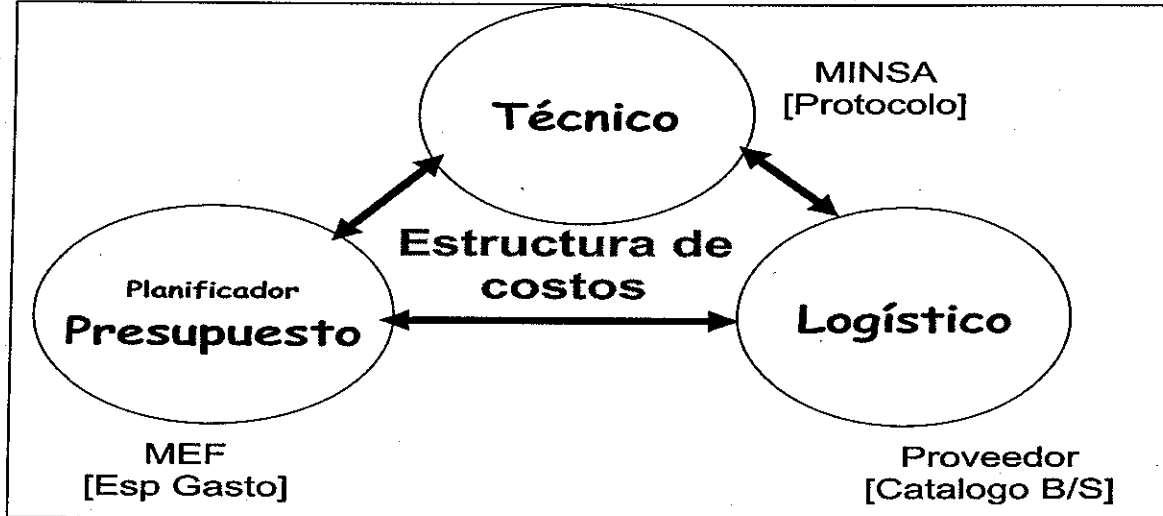 Técnico
MINSA
[Protocolo]
Estructura de
costos
Planificador
Presupuesto
Logístico
MEF
[Esp Gasto]
Proveedor
[Catalogo B/S]